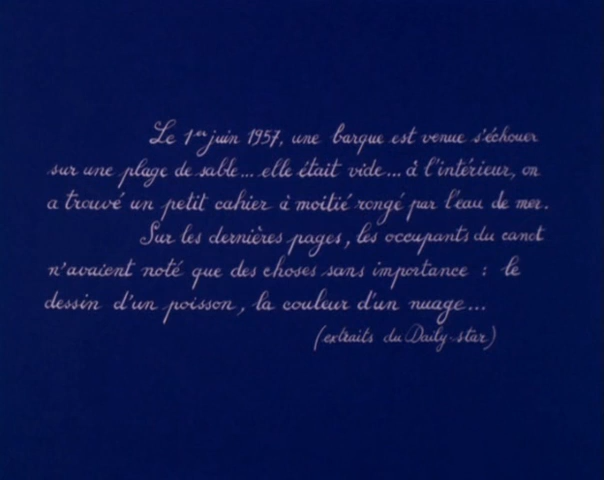 Le 1er juin 1957, une barque est venue s'échouer
sur une plage de sable... elle était vide... à l'intérieur, on
a trouvé un petit cahier à moitié rongé par l'eau de mer.
Sur les dernières pages, les occupants du canot
n'avaient noté que des choses sans importance : le
dessin d'un poisson, la couleur d'un nuage...
(extraits du Daily-star)